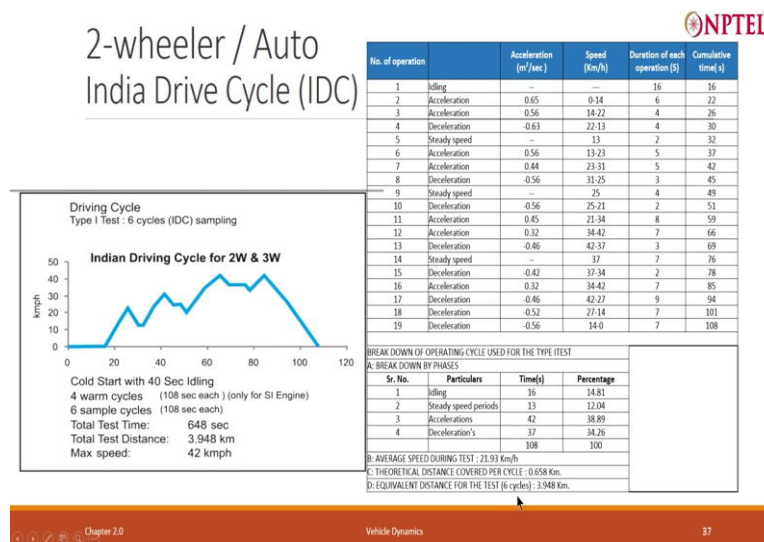 NPTEL
2-wheeler / Auto
India Drive Cycle (IDC)
No. of operation Acceleration (m²/sec ) Speed (Km/h) Duration of each operation (S) Cumulative time( s)
1 Idling -- --- 16 16
2 Acceleration 0.65 0-14 6 22
3 Acceleration 0.56 14-22 4 26
4 Deceleration -0.63 22-13 4 30
5 Steady speed -- 13 2 32
6 Acceleration 0.56 13-23 5 37
7 Acceleration 0.44 23-31 5 42
8 Deceleration -0.56 31-25 3 45
9 Steady speed -- 25 4 49
10 Deceleration -0.56 25-21 2 51
11 Acceleration 0.45 21-34 8 59
12 Acceleration 0.32 34-42 7 66
13 Deceleration -0.46 42-37 3 69
14 Steady speed -- 37 7 76
15 Deceleration -0.42 37-34 2 78
16 Acceleration 0.32 34-42 7 85
17 Deceleration -0.46 42-27 9 94
18 Deceleration -0.52 27-14 7 101
19 Deceleration -0.56 14-0 7 108
BREAK DOWN OF OPERATING CYCLE USED FOR THE TYPE ITEST
A: BREAK DOWN BY PHASES
Sr. No. Particulars Time(s) Percentage
1 Idling 16 14.81
2 Steady speed periods 13 12.04
3 Accelerations 42 38.89
4 Deceleration's 37 34.26
108 100
B: AVERAGE SPEED DURING TEST : 21.93 Km/h
C: THEORETICAL DISTANCE COVERED PER CYCLE : 0.658 Km.
D: EQUIVALENT DISTANCE FOR THE TEST (6 cycles) : 3.948 Km.
Driving Cycle
Type I Test : 6 cycles (IDC) sampling
Indian Driving Cycle for 2W & 3W
kmph
50
40
30
20
10
0
0 20 40 60 80 100 120
Cold Start with 40 Sec Idling
4 warm cycles (108 sec each ) (only for SI Engine)
6 sample cycles (108 sec each)
Total Test Time: 648 sec
Total Test Distance: 3.948 km
Max speed: 42 kmph
Chapter 2.0 Vehicle Dynamics 37